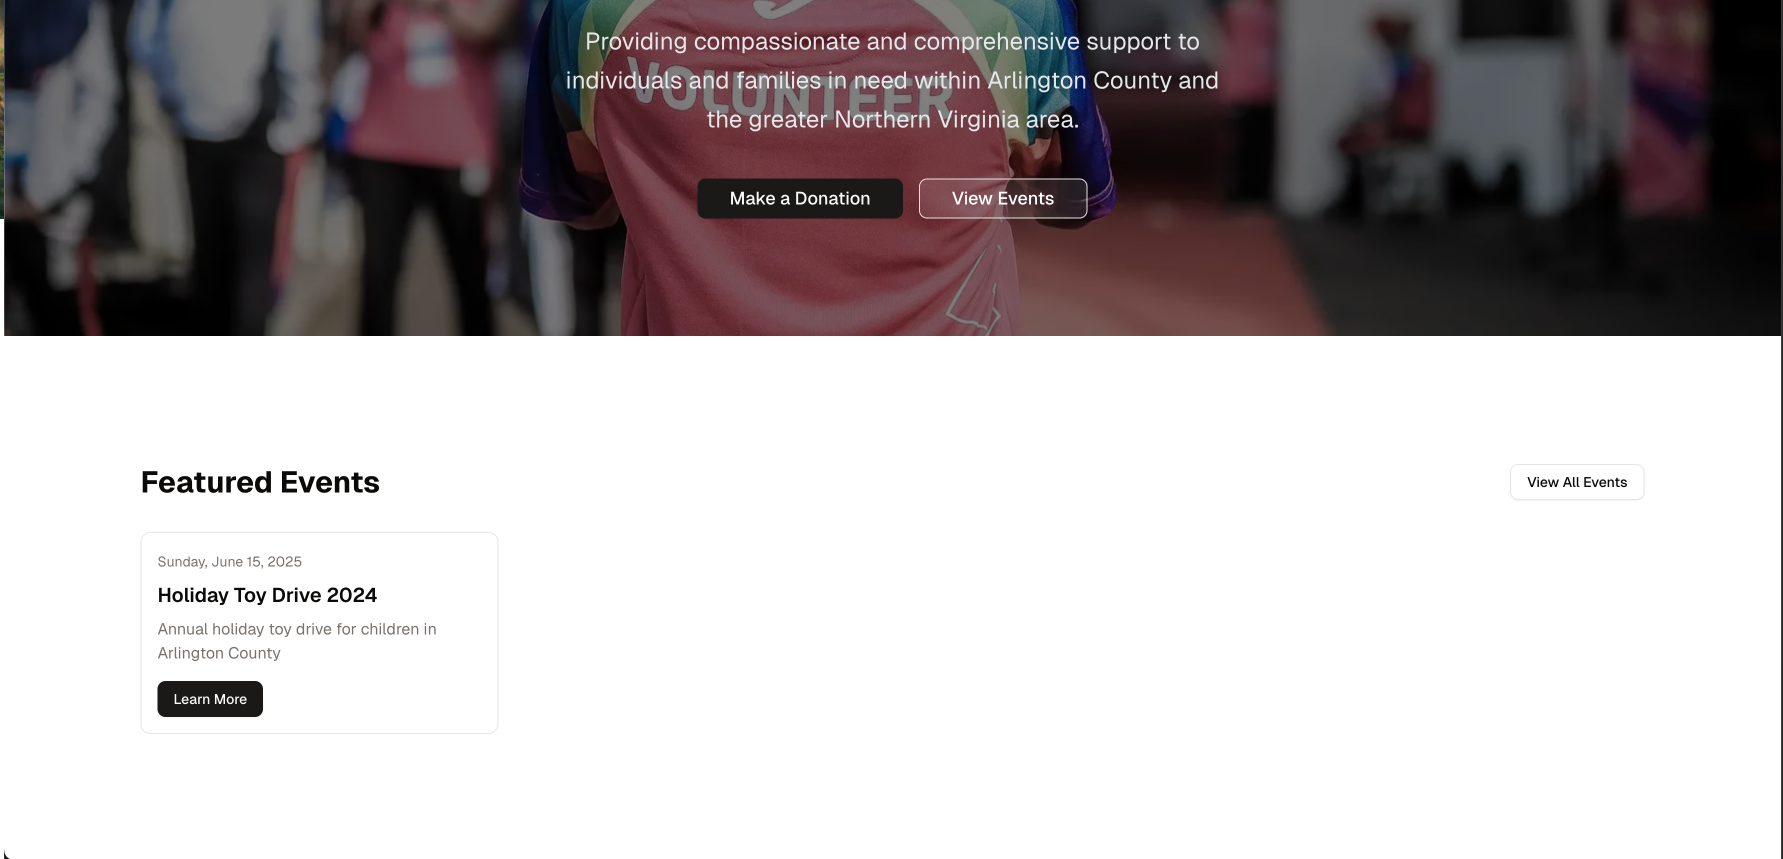 Providing compassionate and comprehensive support to
individuals and families in need within Arlington County and
VOLUNTEER
the greater Northern Virginia area.
Make a Donation
View Events
Featured Events
View All Events
Sunday, June 15, 2025
Holiday Toy Drive 2024
Annual holiday toy drive for children in
Arlington County
Learn More